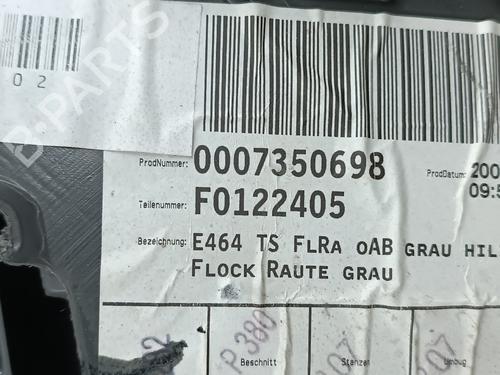 02
B-PARTS
ProdNummer: 0007350698 ProdDatum: 200
09:5
Teilenummer: F0122405
Bezeichnung: E464 TS FlRa oAB grau hil
Flock Raute grau
P 380
Beschnitt Stanzen Umbug